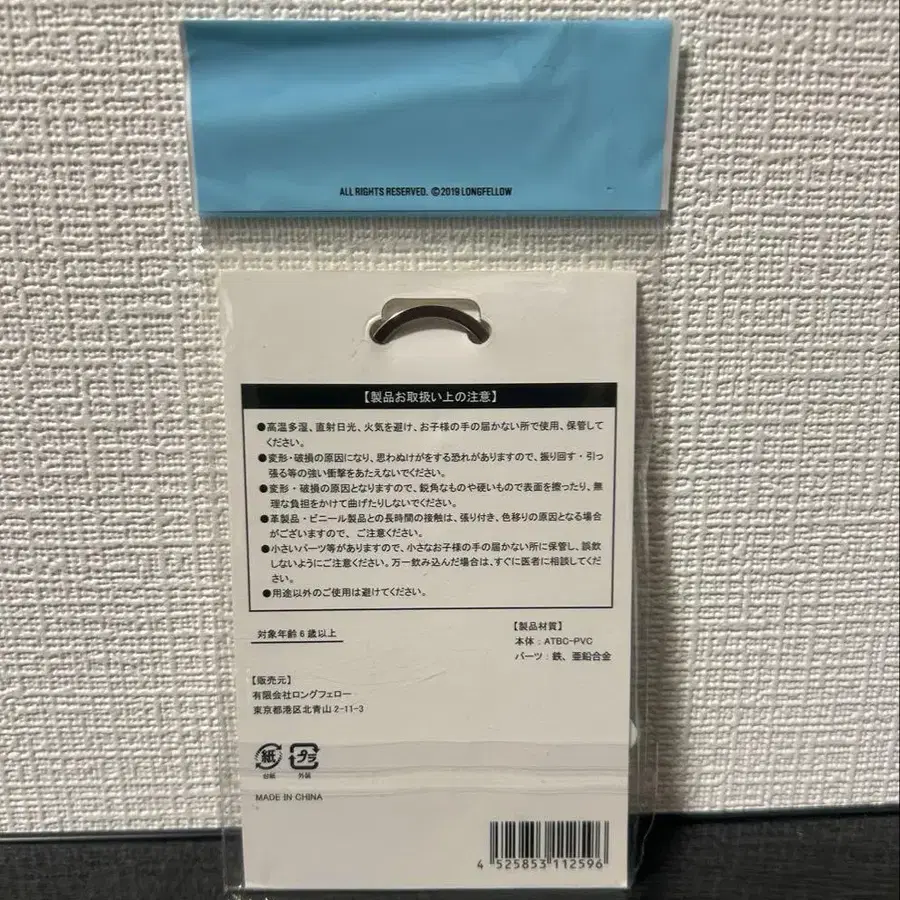 ALL RIGHTS RESERVED. ©2019 LONGFELLOW
【製品お取扱い上の注意】
●高温多湿、直射日光、火気を避け、お子様の手の届かない所で使用、保管して
ください。
●変形・破損の原因になり、思わぬけがをする恐れがありますので、振り回す・引っ
張る等の強い衝撃をあたえないでください。
●変形・破損の原因となりますので、鋭角なものや硬いもので表面を擦ったり、無
理な負担をかけて曲げたりしないでください。
●革製品・ビニール製品との長時間の接触は、張り付き、色移りの原因となる場合
がございますので、ご注意ください。
●小さいパーツ等がありますので、小さなお子様の手の届かない所に保管し、誤飲
しないようにご注意ください。万一飲み込んだ場合は、すぐに医者に相談してくだ
さい。
●用途以外のご使用は避けてください。
対象年齢6歳以上
【製品材質】
本体：ATBC-PVC
パーツ：鉄、亜鉛合金
【販売元】
有限会社ロングフェロー
東京都港区北青山2-11-3
紙 プラ
台紙 外装
MADE IN CHINA
4 525853 112596